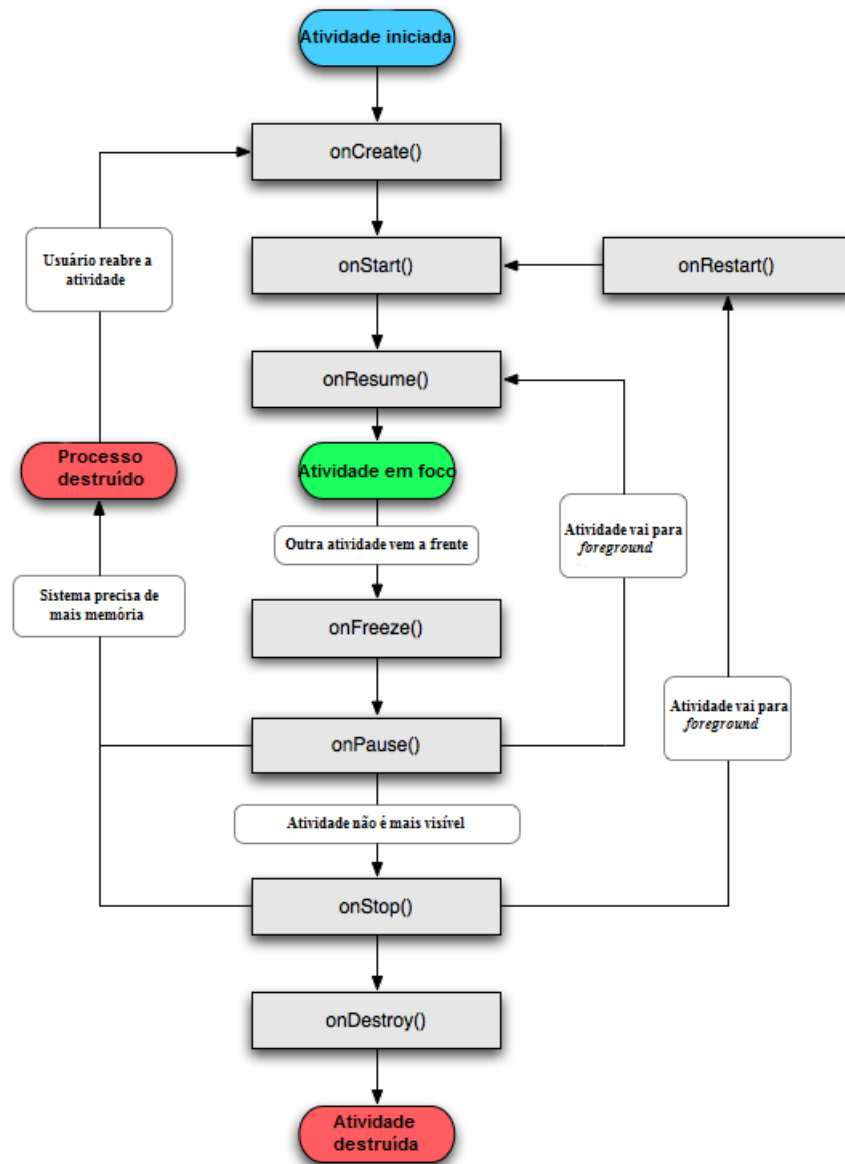 Atividade iniciada
onCreate()
Usuário reabre a
atividade
onStart()
onRestart()
onResume()
Processo
destruído
Atividade em foco
Outra atividade vem a frente
Atividade vai para
foreground
Sistema precisa de
mais memória
onFreeze()
Atividade vai para
foreground
onPause()
Atividade não é mais visível
onStop()
onDestroy()
Atividade
destruída